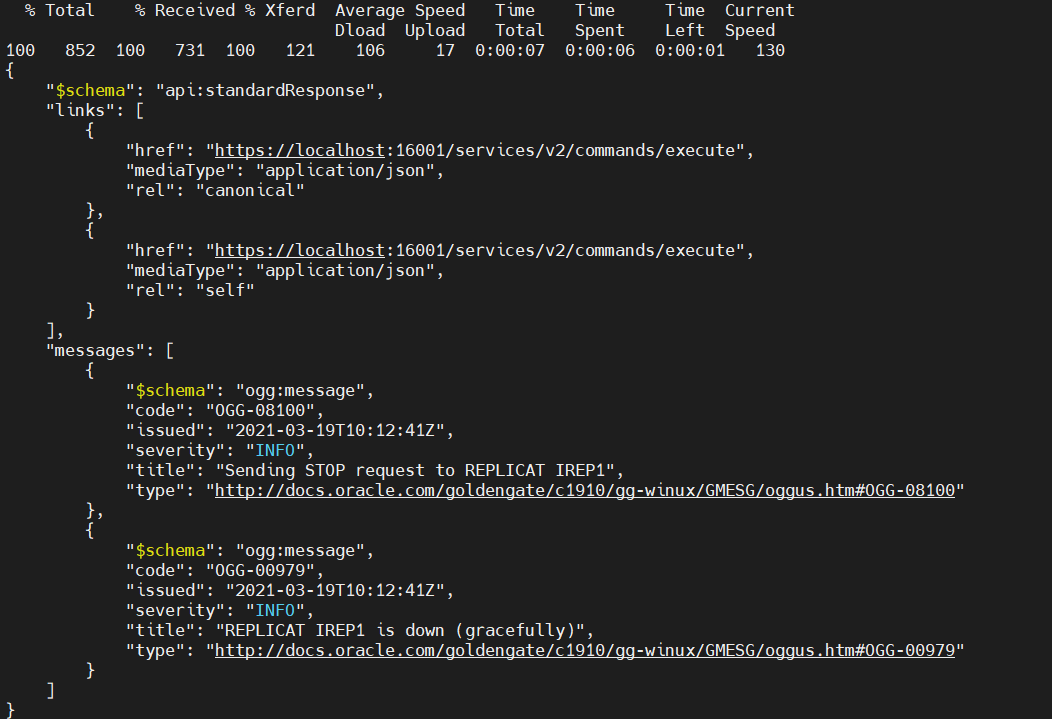 % Total    % Received % Xferd  Average Speed   Time    Time     Time  Current
                                 Dload  Upload   Total   Spent    Left  Speed
100   852  100   731  100   121    106     17  0:00:07  0:00:06  0:00:01   130
{
    "$schema": "api:standardResponse",
    "links": [
        {
            "href": "https://localhost:16001/services/v2/commands/execute",
            "mediaType": "application/json",
            "rel": "canonical"
        },
        {
            "href": "https://localhost:16001/services/v2/commands/execute",
            "mediaType": "application/json",
            "rel": "self"
        }
    ],
    "messages": [
        {
            "$schema": "ogg:message",
            "code": "OGG-08100",
            "issued": "2021-03-19T10:12:41Z",
            "severity": "INFO",
            "title": "Sending STOP request to REPLICAT IREP1",
            "type": "http://docs.oracle.com/goldengate/c1910/gg-winux/GMESG/oggus.htm#OGG-08100"
        },
        {
            "$schema": "ogg:message",
            "code": "OGG-00979",
            "issued": "2021-03-19T10:12:41Z",
            "severity": "INFO",
            "title": "REPLICAT IREP1 is down (gracefully)",
            "type": "http://docs.oracle.com/goldengate/c1910/gg-winux/GMESG/oggus.htm#OGG-00979"
        }
    ]
}